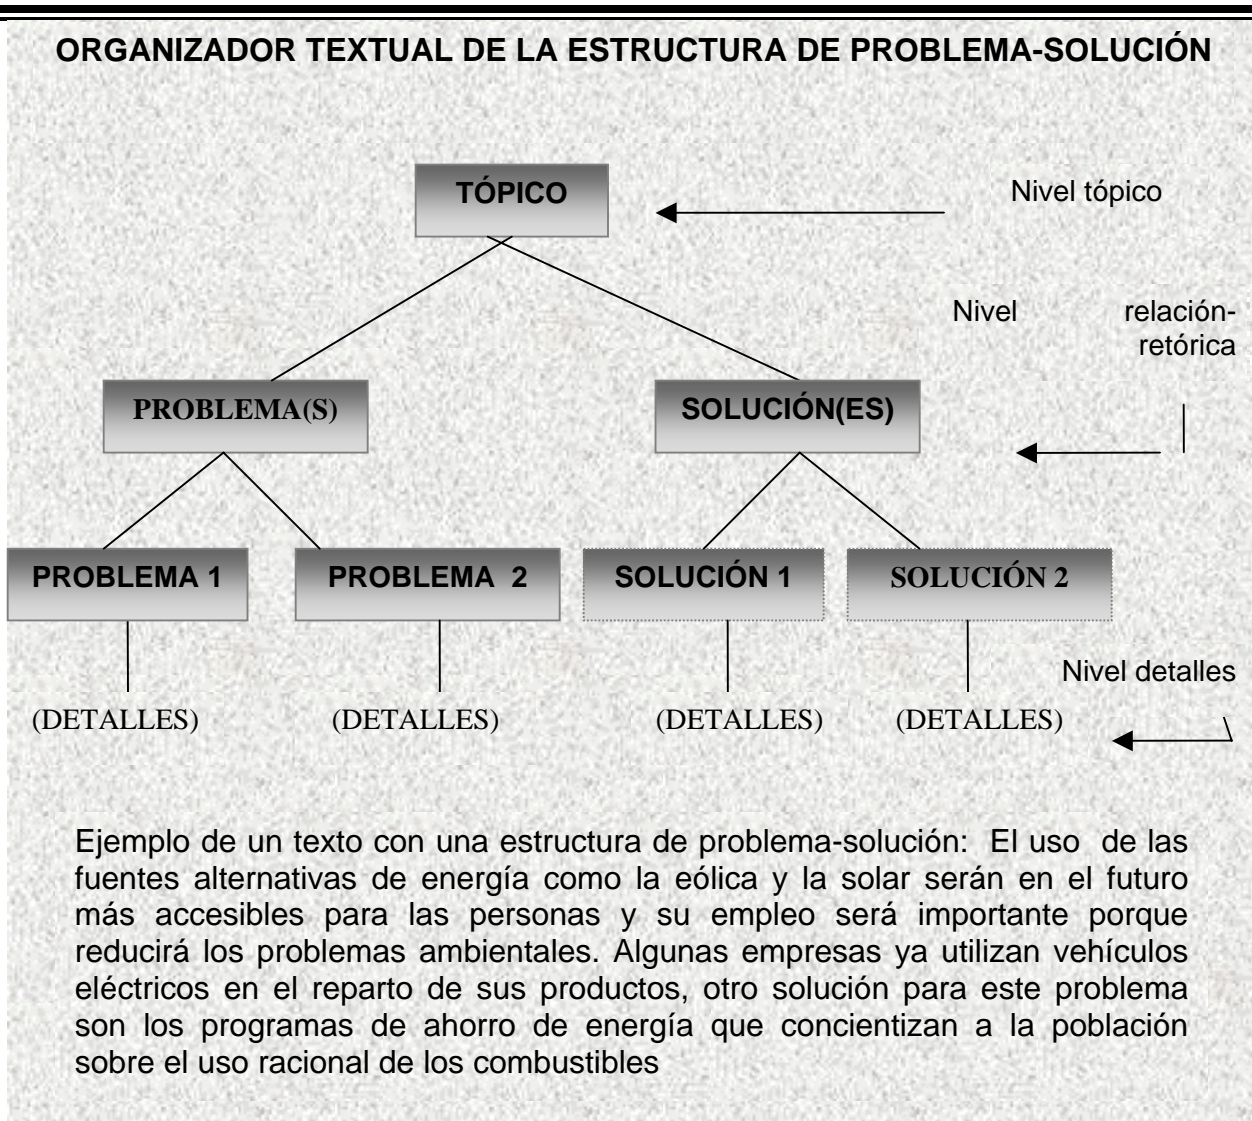 ORGANIZADOR TEXTUAL DE LA ESTRUCTURA DE PROBLEMA-SOLUCIÓN
TÓPICO
Nivel tópico
Nivel relación-
retórica
PROBLEMA(S)
SOLUCIÓN(ES)
PROBLEMA 1
PROBLEMA 2
SOLUCIÓN 1
SOLUCIÓN 2
Nivel detalles
(DETALLES)
(DETALLES)
(DETALLES)
(DETALLES)
Ejemplo de un texto con una estructura de problema-solución: El uso de las
fuentes alternativas de energía como la eólica y la solar serán en el futuro
más accesibles para las personas y su empleo será importante porque
reducirá los problemas ambientales. Algunas empresas ya utilizan vehículos
eléctricos en el reparto de sus productos, otro solución para este problema
son los programas de ahorro de energía que concientizan a la población
sobre el uso racional de los combustibles